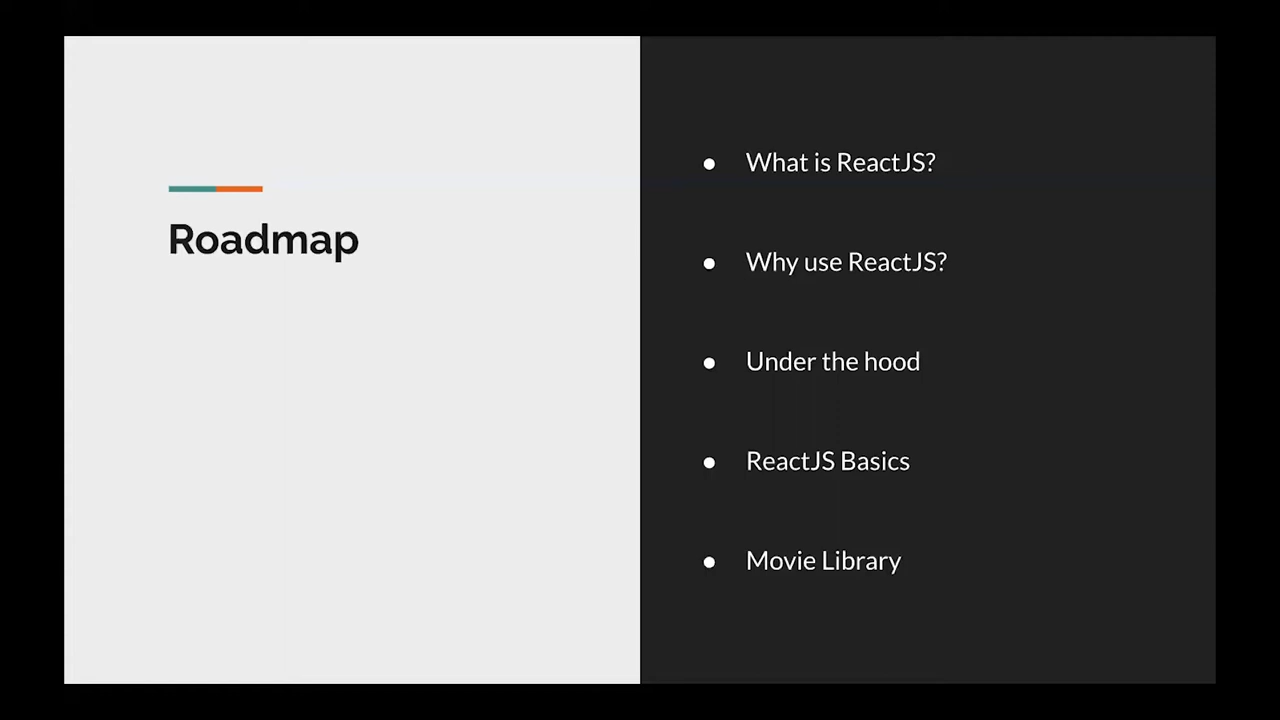 Roadmap
● What is ReactJS?
● Why use ReactJS?
● Under the hood
● ReactJS Basics
● Movie Library